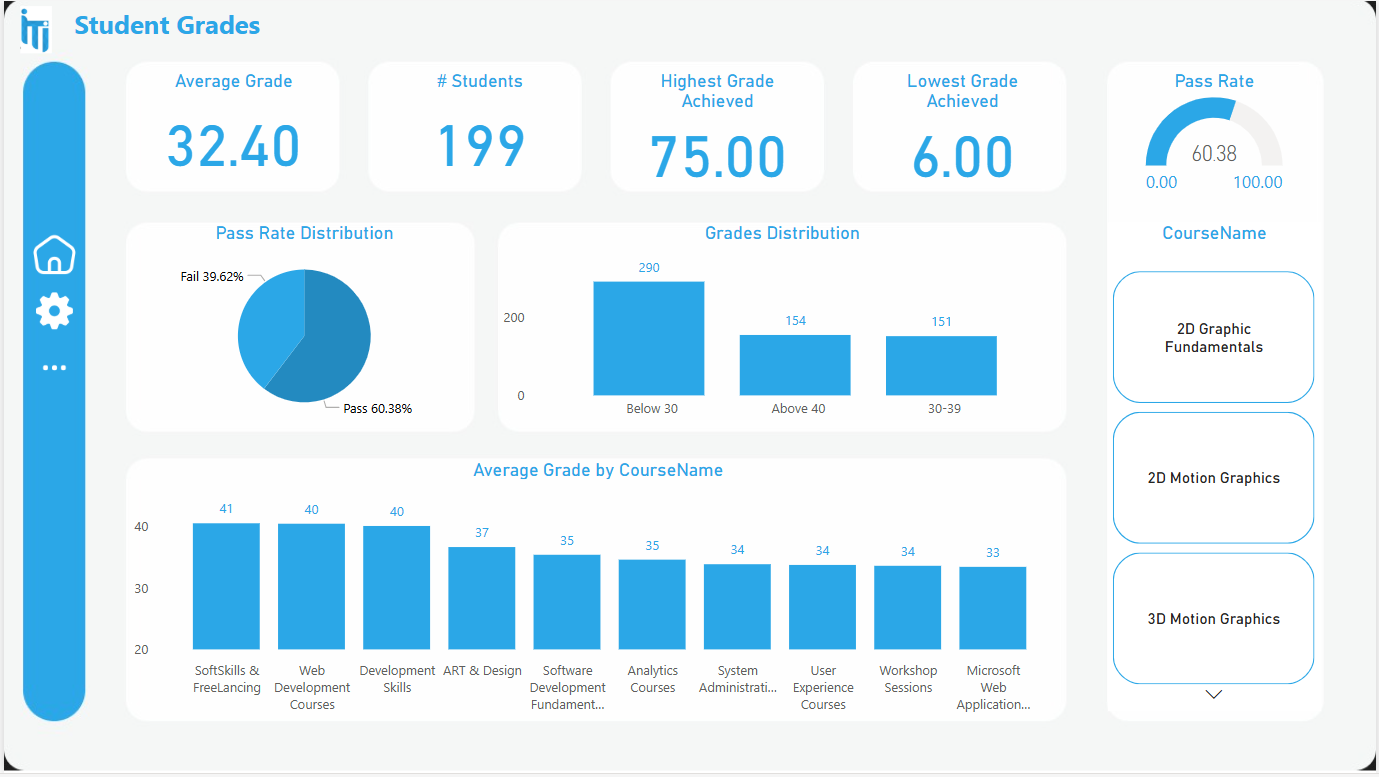 iTi
Student Grades
Average Grade
32.40
# Students
199
Highest Grade
Achieved
75.00
Lowest Grade
Achieved
6.00
Pass Rate
60.38
0.00
100.00
Pass Rate Distribution
Fail 39.62%
Pass 60.38%
Grades Distribution
200
0
290
154
151
Below 30
Above 40
30-39
CourseName
2D Graphic
Fundamentals
2D Motion Graphics
3D Motion Graphics
Average Grade by CourseName
40
30
20
41
40
40
37
35
35
34
34
34
33
SoftSkills &
FreeLancing
Web
Development
Courses
Development
Skills
ART & Design
Software
Development
Fundament...
Analytics
Courses
System
Administrati...
User
Experience
Courses
Workshop
Sessions
Microsoft
Web
Application...